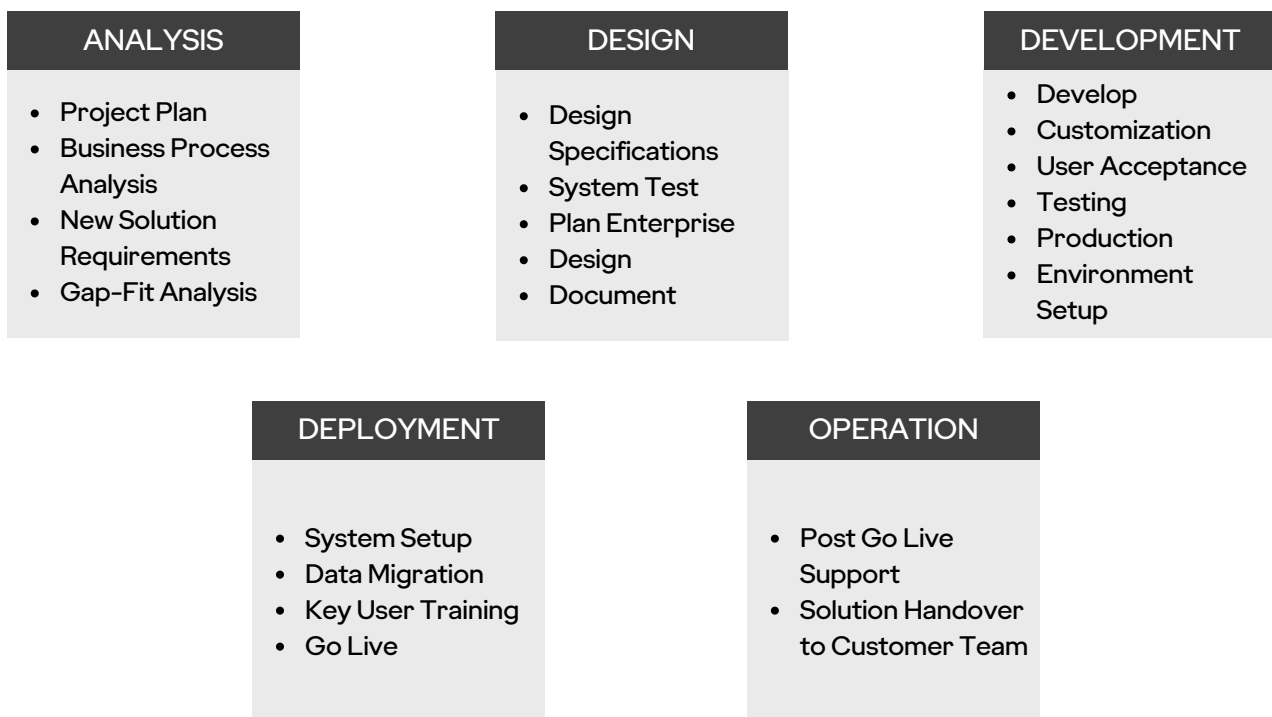 ANALYSIS
• Project Plan
• Business Process
Analysis
• New Solution
Requirements
• Gap-Fit Analysis
DESIGN
• Design
Specifications
• System Test
• Plan Enterprise
• Design
• Document
DEVELOPMENT
• Develop
• Customization
• User Acceptance
• Testing
• Production
• Environment
Setup
DEPLOYMENT
• System Setup
• Data Migration
• Key User Training
• Go Live
OPERATION
• Post Go Live
Support
• Solution Handover
to Customer Team